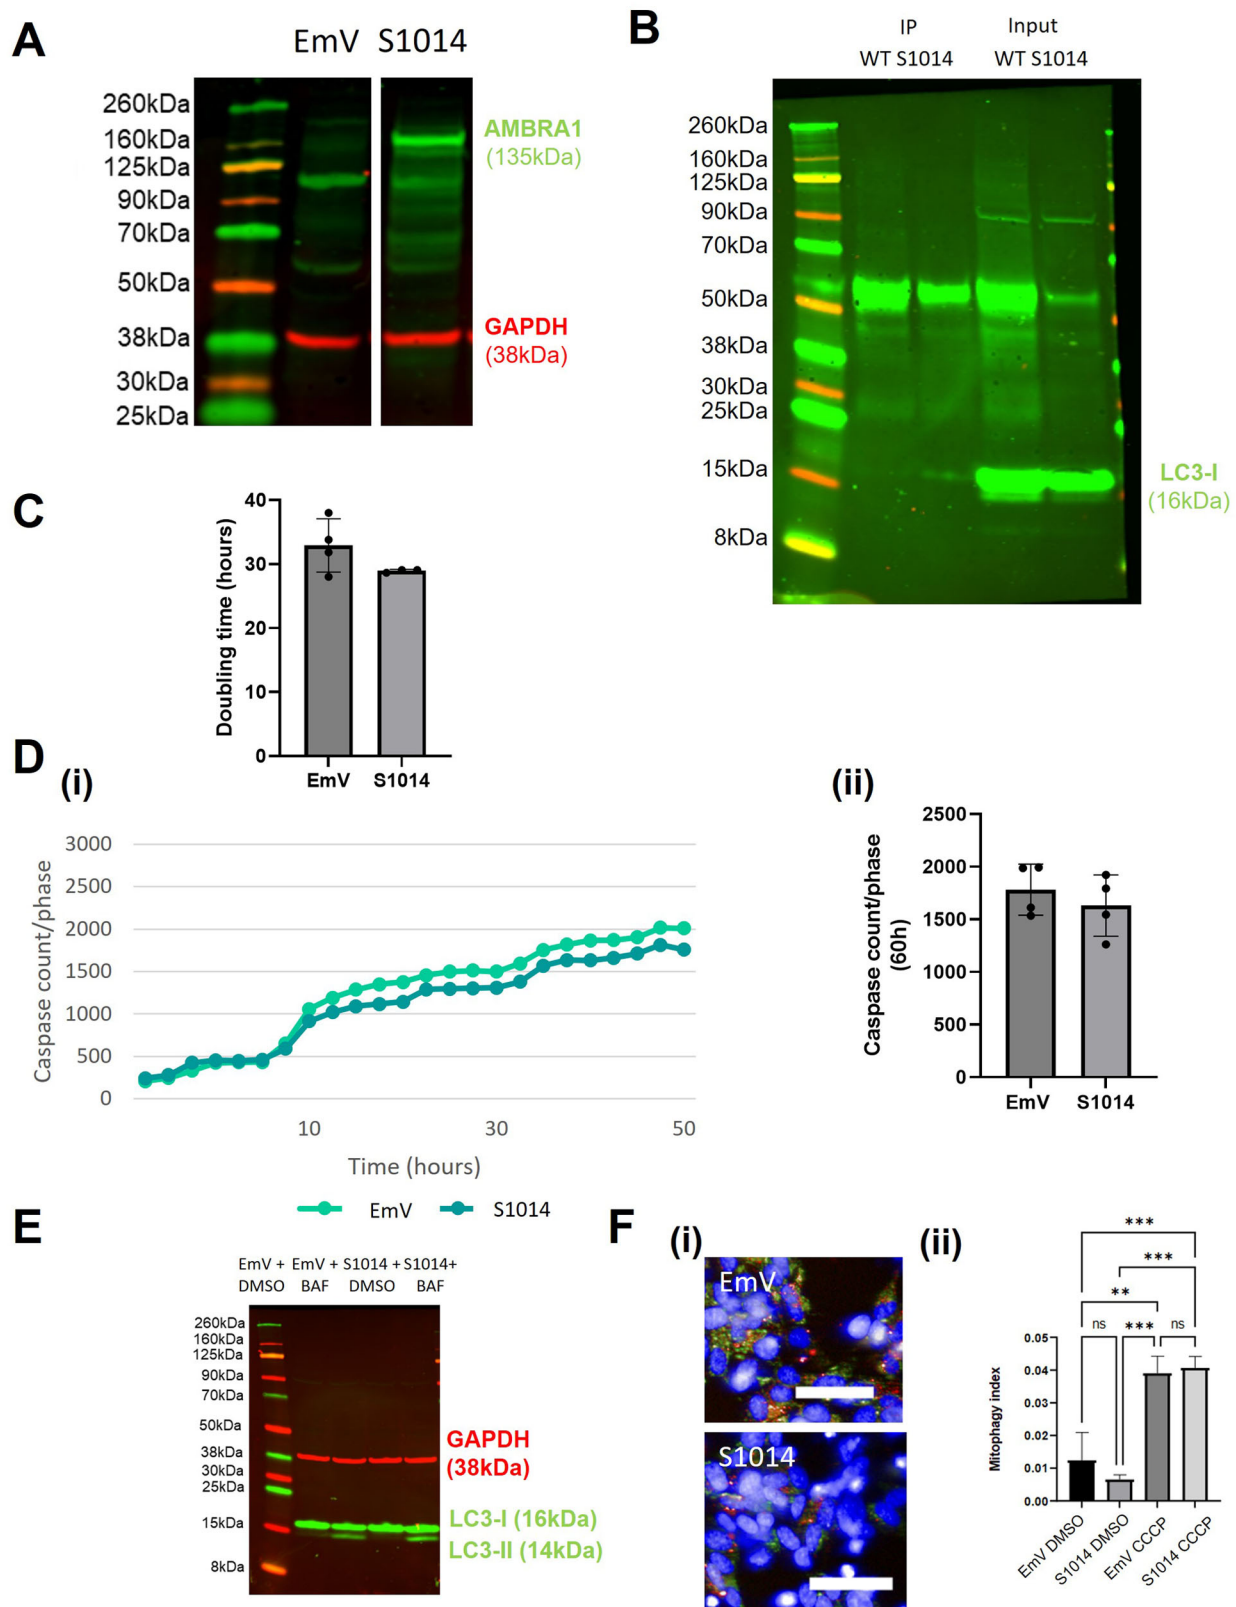 A
EmV S1014
260kDa
160kDa
125kDa
90kDa
70kDa
50kDa
38kDa
30kDa
25kDa
AMBRA1
(135kDa)
GAPDH
(38kDa)
B
IP Input
WT S1014 WT S1014
260kDa
160kDa
125kDa
90kDa
70kDa
50kDa
38kDa
30kDa
25kDa
15kDa
8kDa
LC3-I
(16kDa)
C
Doubling time (hours)
40
30
20
10
0
EmV S1014
D
(i)
Caspase count/phase
3000
2500
2000
1500
1000
500
0
10 30 50
Time (hours)
EmV S1014
(ii)
Caspase count/phase
(60h)
2500
2000
1500
1000
500
0
EmV S1014
E
EmV + EmV + S1014 + S1014+
DMSO BAF DMSO BAF
260kDa
160kDa
125kDa
90kDa
70kDa
50kDa
38kDa
30kDa
25kDa
15kDa
8kDa
GAPDH
(38kDa)
LC3-I (16kDa)
LC3-II (14kDa)
F
(i)
EmV
S1014
(ii)
***
***
**
ns *** ns
Mitophagy index
0.05
0.04
0.03
0.02
0.01
0.00
EmV DMSO
S1014 DMSO
EmV CCCP
S1014 CCCP